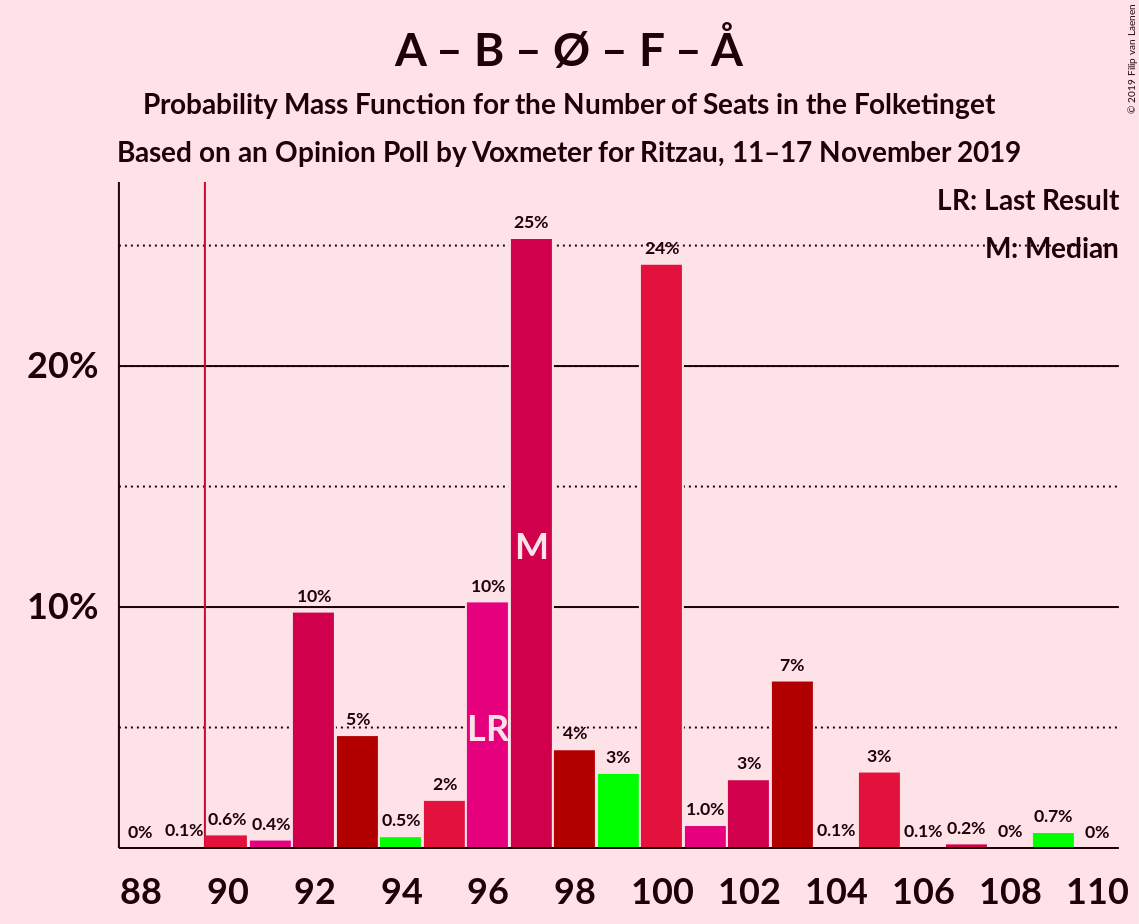 A – B – Ø – F – Å
Probability Mass Function for the Number of Seats in the Folketinget
Based on an Opinion Poll by Voxmeter for Ritzau, 11–17 November 2019
© 2019 Filip van Laenen
LR: Last Result
M: Median
20%
10%
0%
0.1%
0.6%
0.4%
10%
5%
0.5%
2%
10%
25%
4%
3%
24%
1.0%
3%
7%
0.1%
3%
0.1%
0.2%
0%
0.7%
0%
LR
M
88 90 92 94 96 98 100 102 104 106 108 110